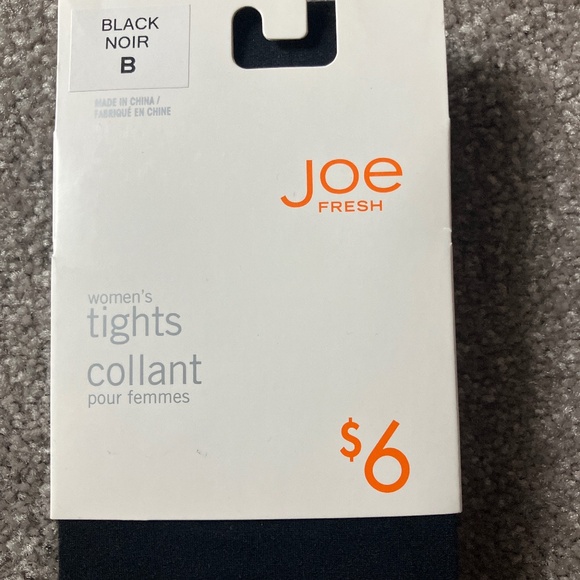 BLACK
NOIR
B
MADE IN CHINA /
FABRIQUÉ EN CHINE
Joe
FRESH
women's
tights
collant
pour femmes
$6